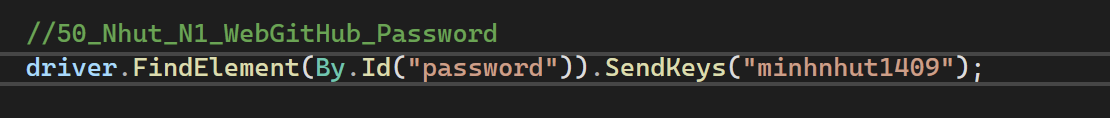 //50_Nhut_N1_WebGitHub_Password
driver.FindElement(By.Id("password")).SendKeys("minhnhut1409");